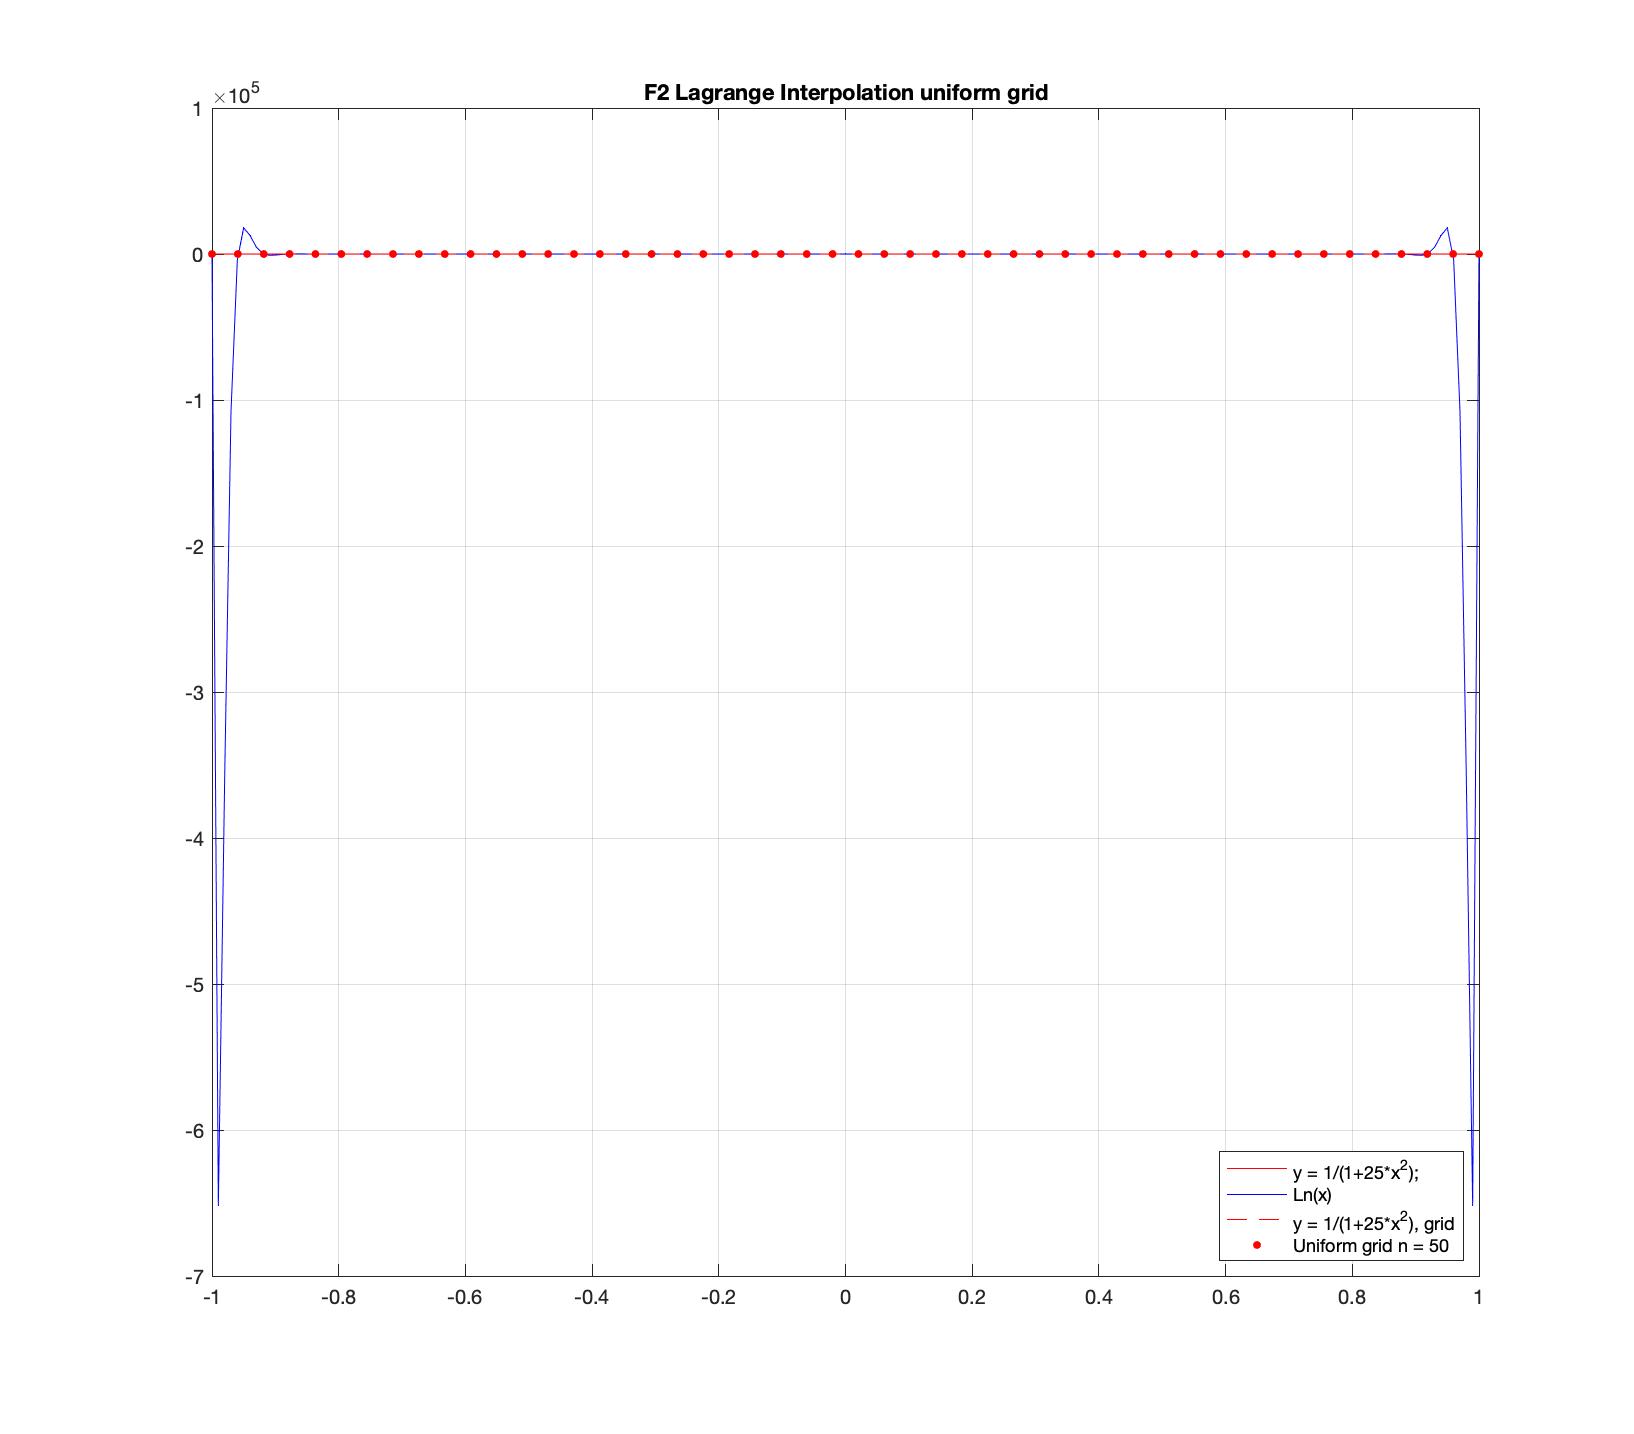 F2 Lagrange Interpolation uniform grid
×10^5
1
0
-1
-2
-3
-4
-5
-6
-7
-1 -0.8 -0.6 -0.4 -0.2 0 0.2 0.4 0.6 0.8 1
y = 1/(1+25*x^2);
Ln(x)
y = 1/(1+25*x^2), grid
Uniform grid n = 50